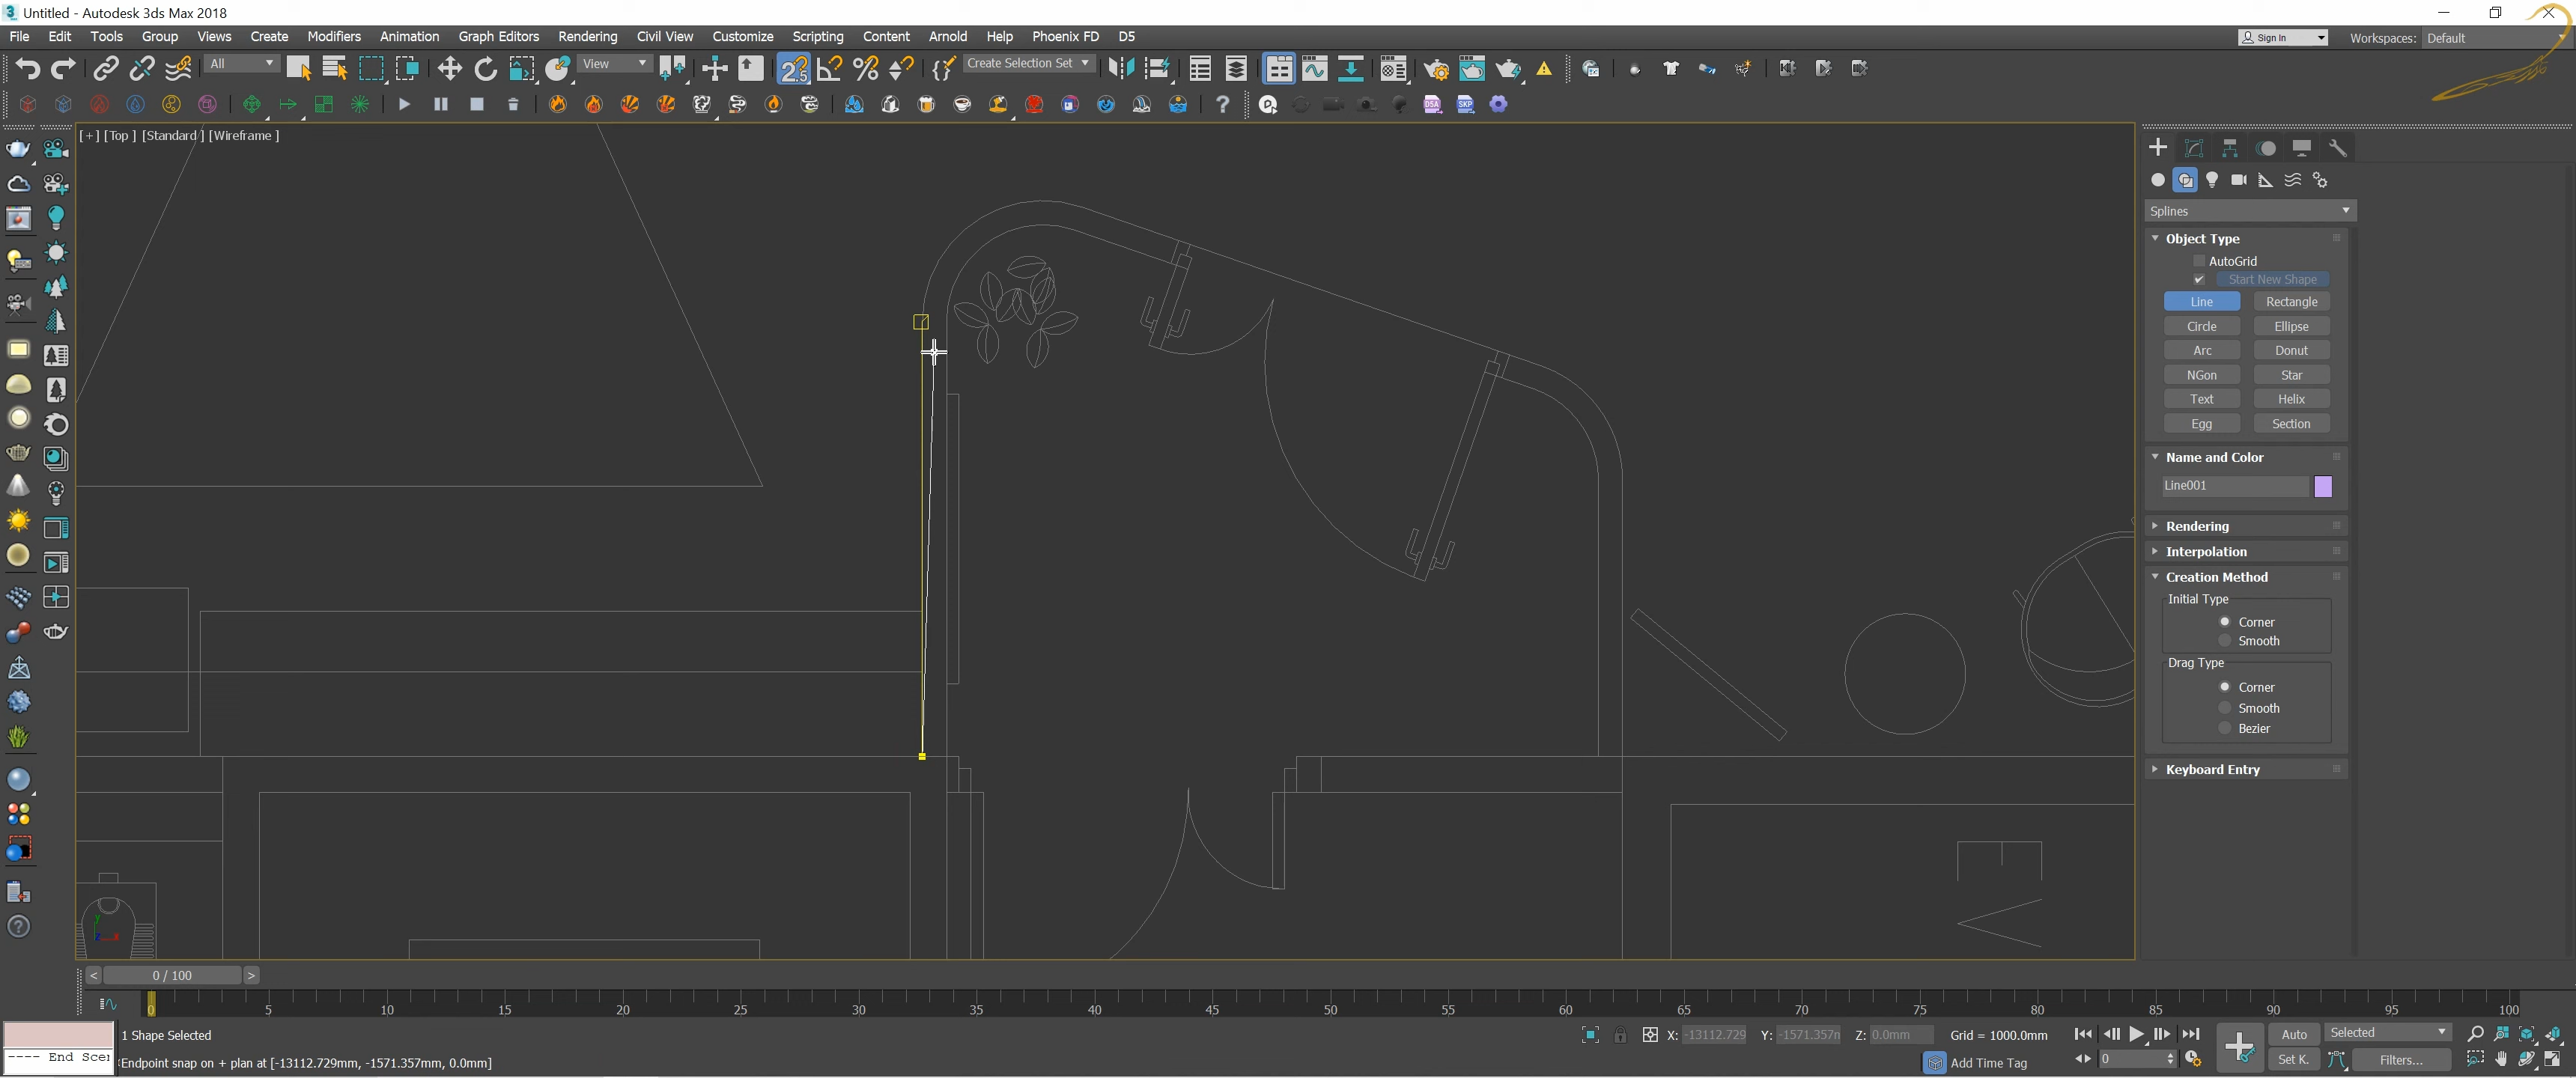 Untitled - Autodesk 3ds Max 2018
File Edit Tools Group Views Create Modifiers Animation Graph Editors Rendering Civil View Customize Scripting Content Arnold Help Phoenix FD D5
Sign In Workspaces: Default
All View 2.5 Create Selection Set
DSA SKP
[+] [Top ] [Standard ] [Wireframe ]
Splines
Object Type
AutoGrid
Start New Shape
Line Rectangle
Circle Ellipse
Arc Donut
NGon Star
Text Helix
Egg Section
Name and Color
Line001
Rendering
Interpolation
Creation Method
Initial Type
Corner
Smooth
Drag Type
Corner
Smooth
Bezier
Keyboard Entry
< 0 / 100 >
0 5 10 15 20 25 30 35 40 45 50 55 60 65 70 75 80 85 90 95 100
1 Shape Selected
X: -13112.729 Y: -1571.357n Z: 0.0mm Grid = 1000.0mm
Auto Selected
---- End Scer
Endpoint snap on + plan at [-13112.729mm, -1571.357mm, 0.0mm]
Add Time Tag
0
Set K. Filters...